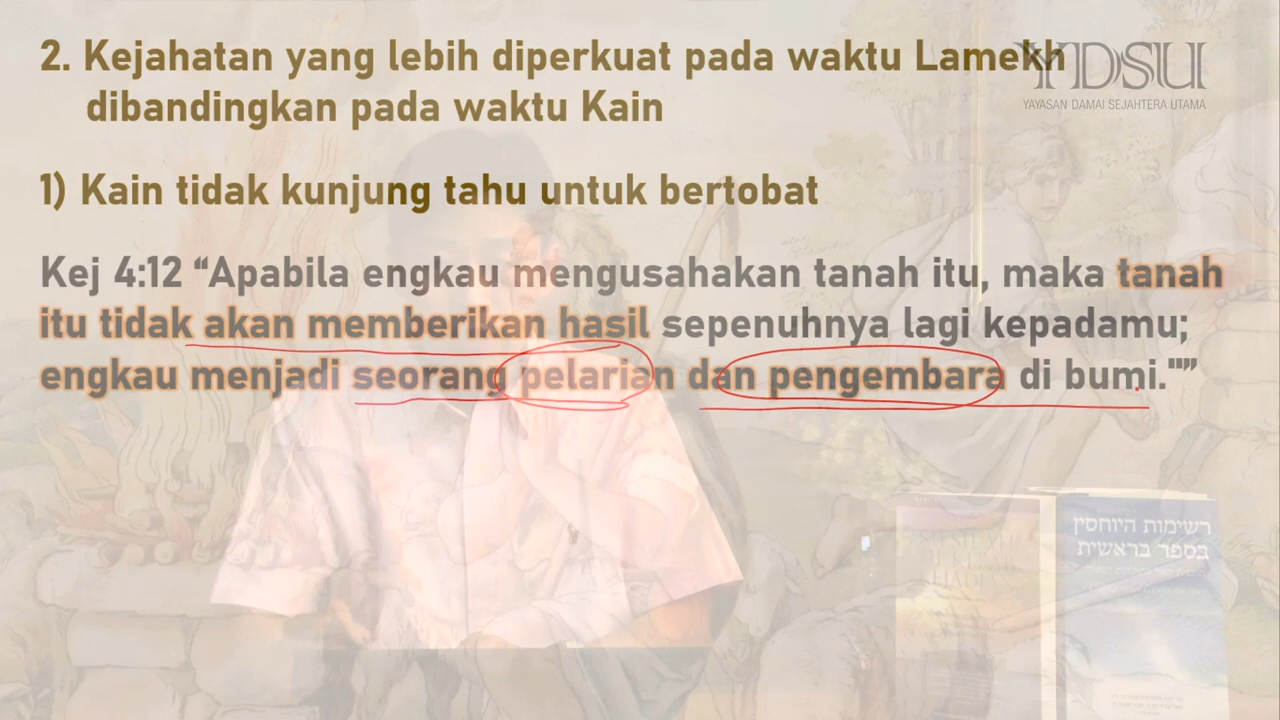 2. Kejahatan yang lebih diperkuat pada waktu Lamekh
dibandingkan pada waktu Kain
YDSU
YAYASAN DAMAI SEJAHTERA UTAMA
1) Kain tidak kunjung tahu untuk bertobat
Kej 4:12 “Apabila engkau mengusahakan tanah itu, maka tanah
itu tidak akan memberikan hasil sepenuhnya lagi kepadamu;
engkau menjadi seorang pelarian dan pengembara di bumi."”
רשימות היוחסין
בספר בראשית